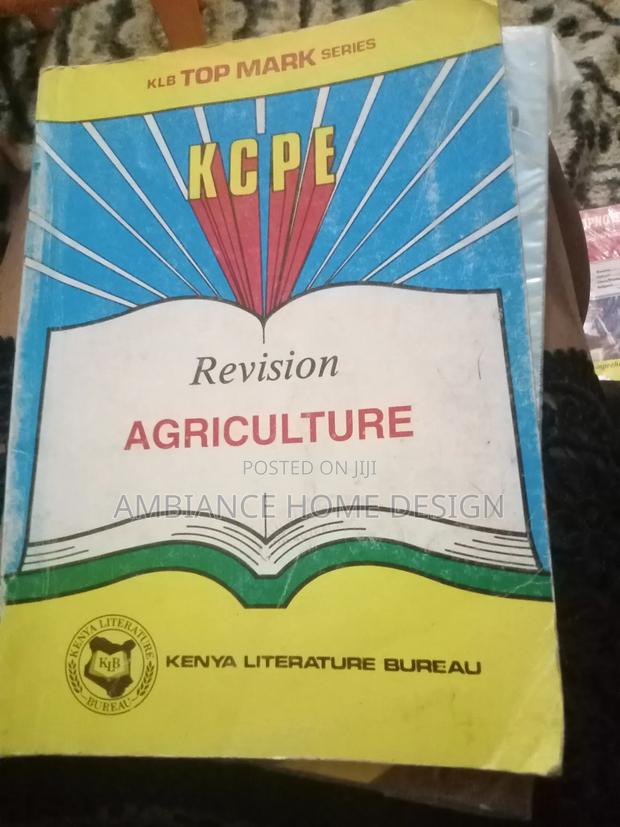 KLB TOP MARK SERIES
KCPE
Revision
AGRICULTURE
POSTED ON JIJI
AMBIANCE HOME DESIGN
KENYA LITERATURE
KLB
BUREAU
KENYA LITERATURE BUREAU